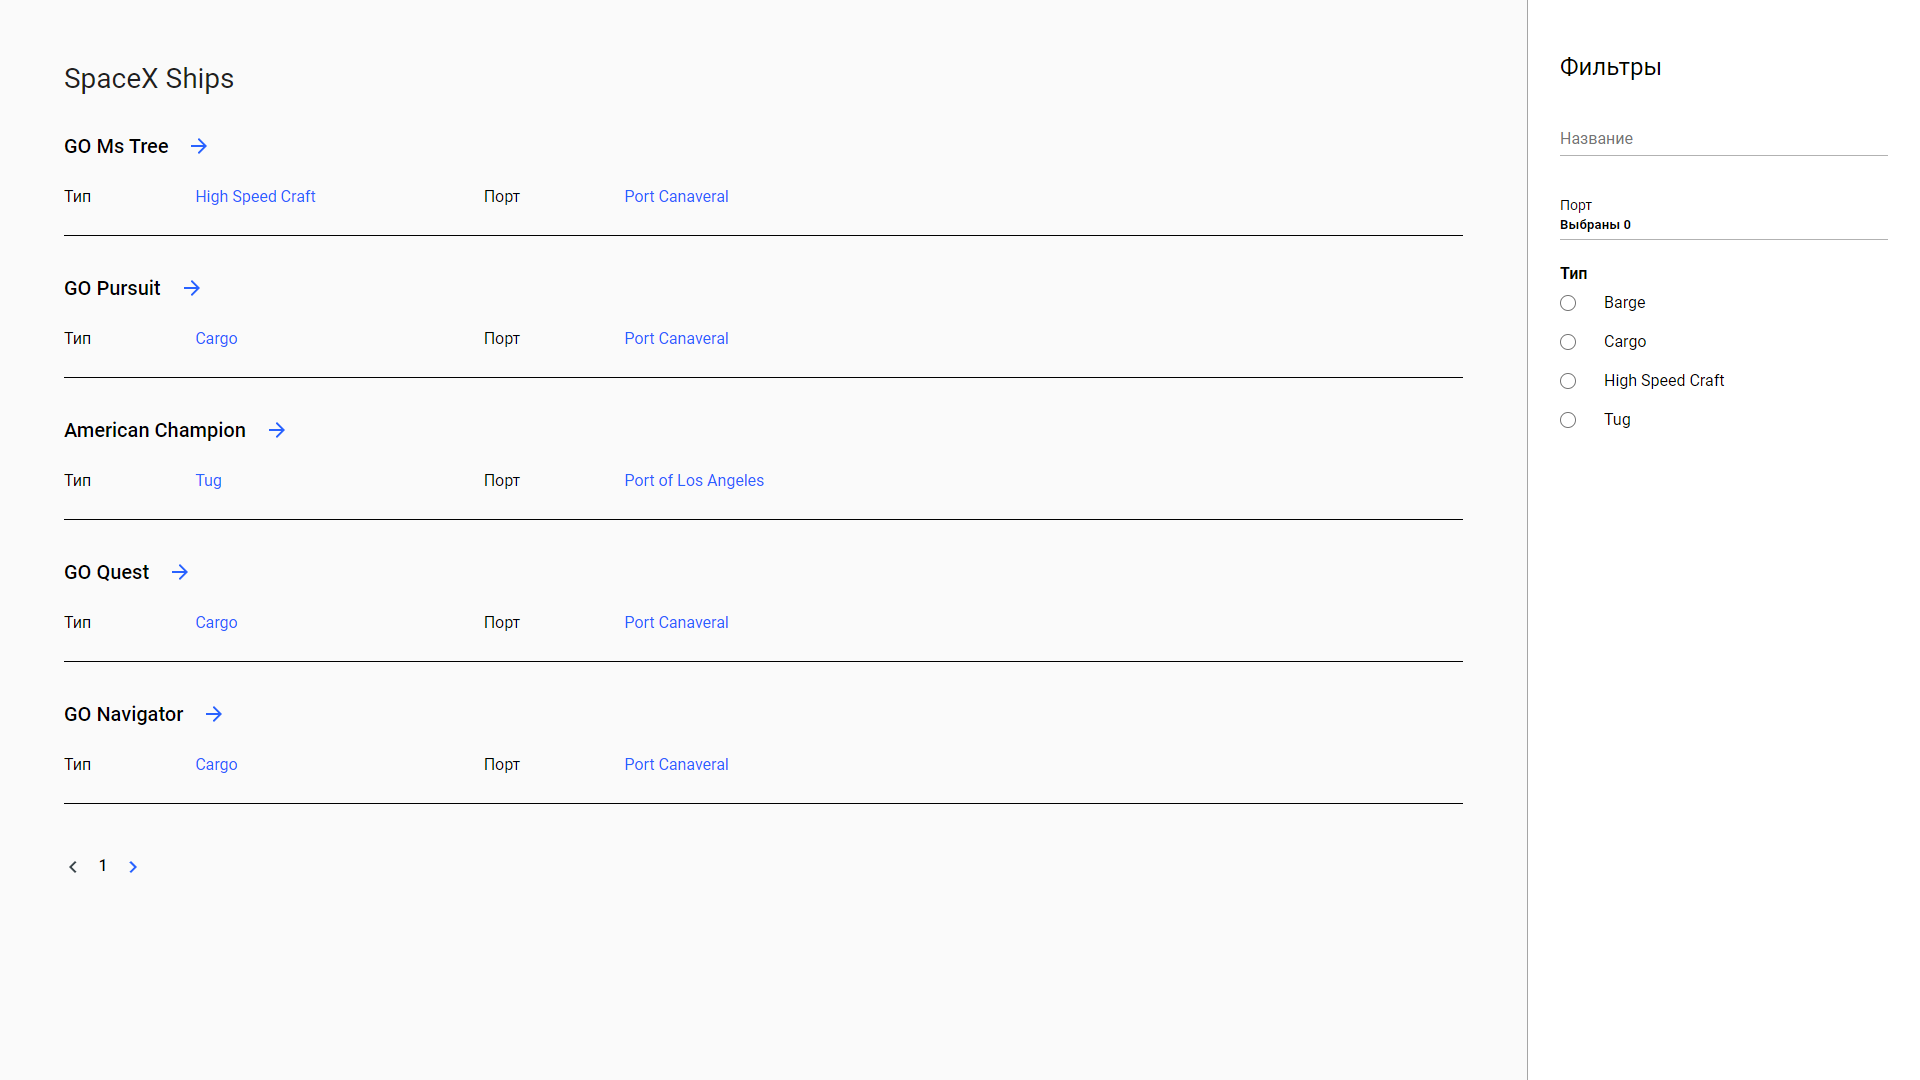 SpaceX Ships
GO Ms Tree
Тип High Speed Craft Порт Port Canaveral
GO Pursuit
Тип Cargo Порт Port Canaveral
American Champion
Тип Tug Порт Port of Los Angeles
GO Quest
Тип Cargo Порт Port Canaveral
GO Navigator
Тип Cargo Порт Port Canaveral
1
Фильтры
Название
Порт
Выбраны 0
Тип
Barge
Cargo
High Speed Craft
Tug